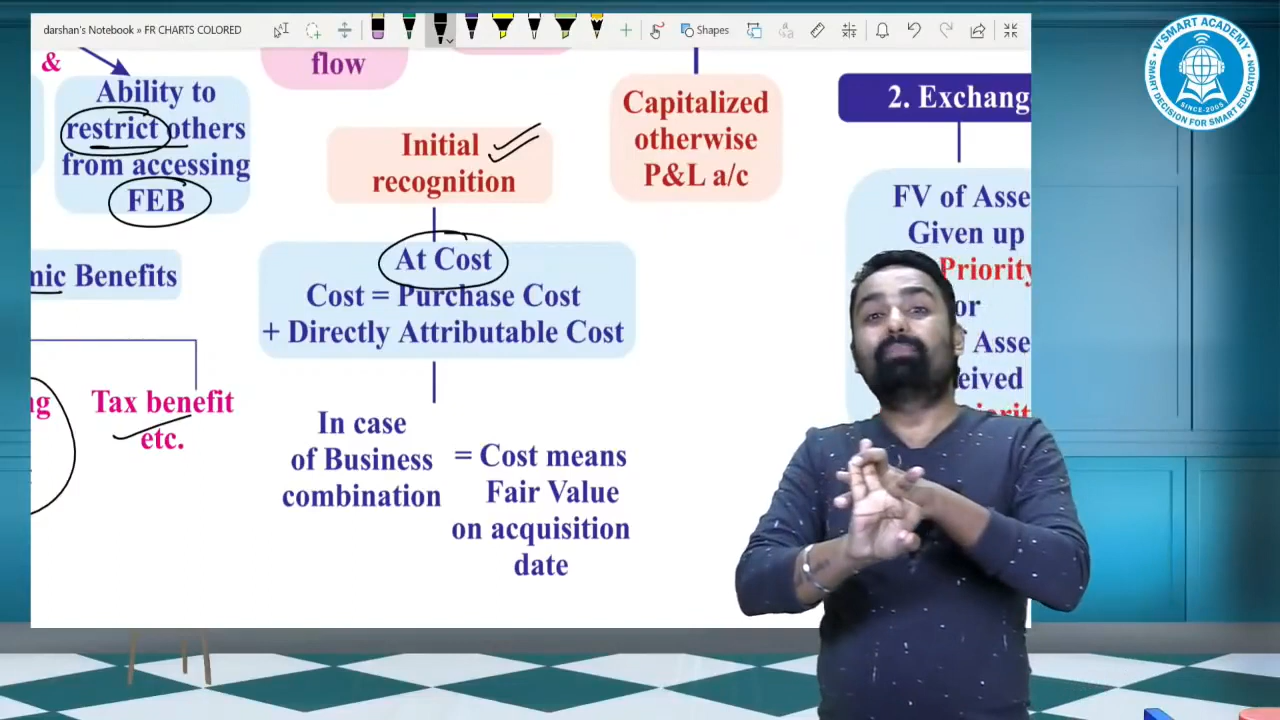 darshan's Notebook » FR CHARTS COLORED
Shapes
&
Ability to
restrict others
from accessing
FEB
mic Benefits
Tax benefit
etc.
flow
Initial
recognition
At Cost
Cost = Purchase Cost
+ Directly Attributable Cost
In case
of Business
combination
= Cost means
Fair Value
on acquisition
date
Capitalized
otherwise
P&L a/c
2. Exchang
FV of Asse
Given up
Priority
or
Asse
eived
V'SMART ACADEMY
SMART DECISION FOR SMART EDUCATION
SINCE-2005